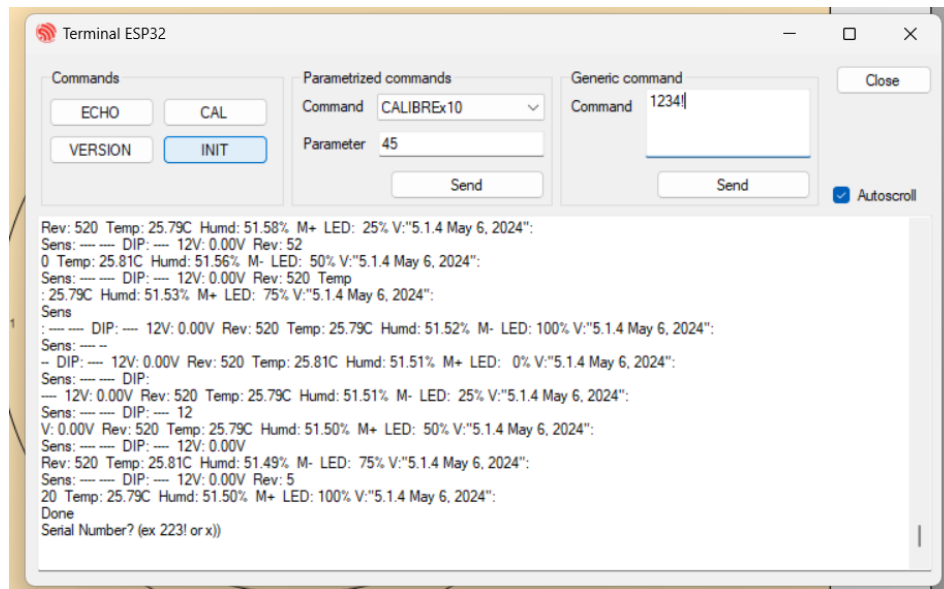 Terminal ESP32
Commands
ECHO
CAL
VERSION
INIT
Parametrized commands
Command CALIBREx10
Parameter 45
Send
Generic command
Command 1234!
Send
Close
Autoscroll
Rev: 520 Temp: 25.79C Humd: 51.58% M+ LED: 25% V:"5.1.4 May 6, 2024":
Sens: ---- ---- DIP: ---- 12V: 0.00V Rev: 52
0 Temp: 25.81C Humd: 51.56% M- LED: 50% V:"5.1.4 May 6, 2024":
Sens: ---- ---- DIP: ---- 12V: 0.00V Rev: 520 Temp
: 25.79C Humd: 51.53% M+ LED: 75% V:"5.1.4 May 6, 2024":
Sens
: ---- ---- DIP: ---- 12V: 0.00V Rev: 520 Temp: 25.79C Humd: 51.52% M- LED: 100% V:"5.1.4 May 6, 2024":
Sens: ---- --
-- DIP: ---- 12V: 0.00V Rev: 520 Temp: 25.81C Humd: 51.51% M+ LED: 0% V:"5.1.4 May 6, 2024":
Sens: ---- ---- DIP:
---- 12V: 0.00V Rev: 520 Temp: 25.79C Humd: 51.51% M- LED: 25% V:"5.1.4 May 6, 2024":
Sens: ---- ---- DIP: ---- 12
V: 0.00V Rev: 520 Temp: 25.79C Humd: 51.50% M+ LED: 50% V:"5.1.4 May 6, 2024":
Sens: ---- ---- DIP: ---- 12V: 0.00V
Rev: 520 Temp: 25.81C Humd: 51.49% M- LED: 75% V:"5.1.4 May 6, 2024":
Sens: ---- ---- DIP: ---- 12V: 0.00V Rev: 5
20 Temp: 25.79C Humd: 51.50% M+ LED: 100% V:"5.1.4 May 6, 2024":
Done
Serial Number? (ex 223! or x))